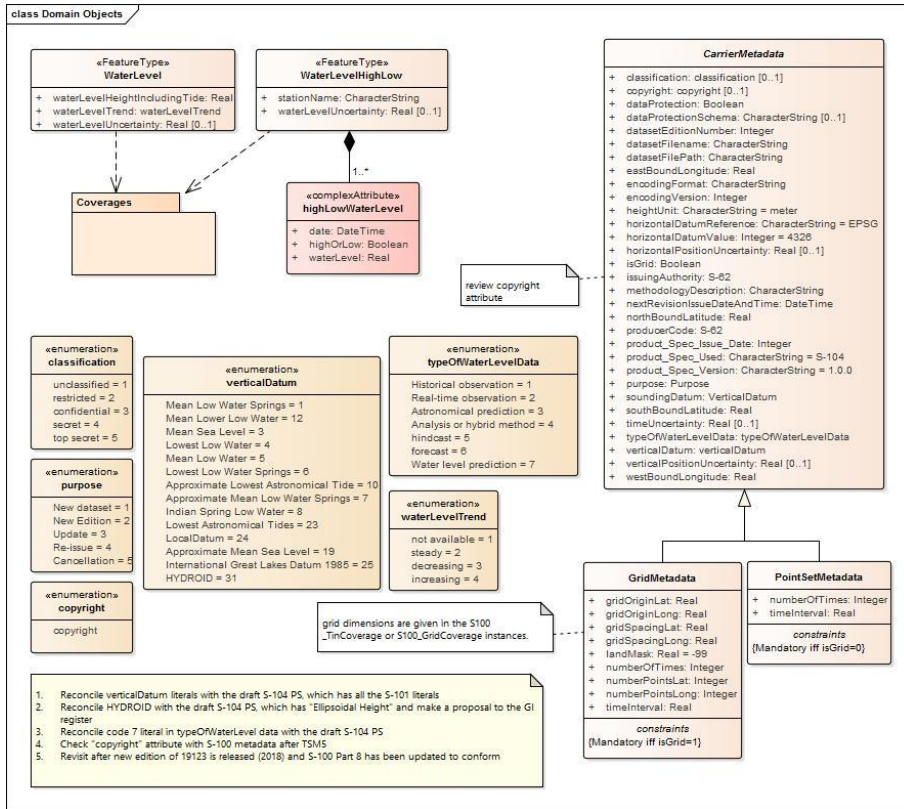 class Domain Objects
«FeatureType»
WaterLevel
+ waterLevelHeightIncludingTide: Real
+ waterLevelTrend: waterLevelTrend
+ waterLevelUncertainty: Real [0..1]
«FeatureType»
WaterLevelHighLow
+ stationName: CharacterString
+ waterLevelUncertainty: Real [0..1]
1..*
Coverages
«complexAttribute»
highLowWaterLevel
+ date: DateTime
+ highOrLow: Boolean
+ waterLevel: Real
CarrierMetadata
+ classification: classification [0..1]
+ copyright: copyright [0..1]
+ dataProtection: Boolean
+ dataProtectionSchema: CharacterString [0..1]
+ datasetEditionNumber: Integer
+ datasetFilename: CharacterString
+ datasetFilePath: CharacterString
+ eastBoundLongitude: Real
+ encodingFormat: CharacterString
+ encodingVersion: Integer
+ heightUnit: CharacterString = meter
+ horizontalDatumReference: CharacterString = EPSG
+ horizontalDatumValue: Integer = 4326
+ horizontalPositionUncertainty: Real [0..1]
+ isGrid: Boolean
+ issuingAuthority: S-62
+ methodologyDescription: CharacterString
+ nextRevisionIssueDateAndTime: DateTime
+ northBoundLatitude: Real
+ producerCode: S-62
+ product_Spec_Issue_Date: Integer
+ product_Spec_Used: CharacterString = S-104
+ product_Spec_Version: CharacterString = 1.0.0
+ purpose: Purpose
+ soundingDatum: VerticalDatum
+ southBoundLatitude: Real
+ timeUncertainty: Real [0..1]
+ typeOfWaterLevelData: typeOfWaterLevelData
+ verticalDatum: verticalDatum
+ verticalPositionUncertainty: Real [0..1]
+ westBoundLongitude: Real
review copyright
attribute
«enumeration»
classification
unclassified = 1
restricted = 2
confidential = 3
secret = 4
top secret = 5
«enumeration»
purpose
New dataset = 1
New Edition = 2
Update = 3
Re-issue = 4
Cancellation = 5
«enumeration»
copyright
copyright
«enumeration»
verticalDatum
Mean Low Water Springs = 1
Mean Lower Low Water = 12
Mean Sea Level = 3
Lowest Low Water = 4
Mean Low Water = 5
Lowest Low Water Springs = 6
Approximate Lowest Astronomical Tide = 10
Approximate Mean Low Water Springs = 7
Indian Spring Low Water = 8
Lowest Astronomical Tides = 23
LocalDatum = 24
Approximate Mean Sea Level = 19
International Great Lakes Datum 1985 = 25
HYDROID = 31
«enumeration»
typeOfWaterLevelData
Historical observation = 1
Real-time observation = 2
Astronomical prediction = 3
Analysis or hybrid method = 4
hindcast = 5
forecast = 6
Water level prediction = 7
«enumeration»
waterLevelTrend
not available = 1
steady = 2
decreasing = 3
increasing = 4
grid dimensions are given in the S100
_TinCoverage or S100_GridCoverage instances.
GridMetadata
+ gridOriginLat: Real
+ gridOriginLong: Real
+ gridSpacingLat: Real
+ gridSpacingLong: Real
+ landMask: Real = -99
+ numberOfTimes: Integer
+ numberPointsLat: Integer
+ numberPointsLong: Integer
+ timeInterval: Real
constraints
{Mandatory iff isGrid=1}
PointSetMetadata
+ numberOfTimes: Integer
+ timeInterval: Real
constraints
{Mandatory iff isGrid=0}
1. Reconcile verticalDatum literals with the draft S-104 PS, which has all the S-101 literals
2. Reconcile HYDROID with the draft S-104 PS, which has "Ellipsoidal Height" and make a proposal to the GI
register
3. Reconcile code 7 literal in typeOfWaterLevel data with the draft S-104 PS
4. Check "copyright" attribute with S-100 metadata after TSM5
5. Revisit after new edition of 19123 is released (2018) and S-100 Part 8 has been updated to conform